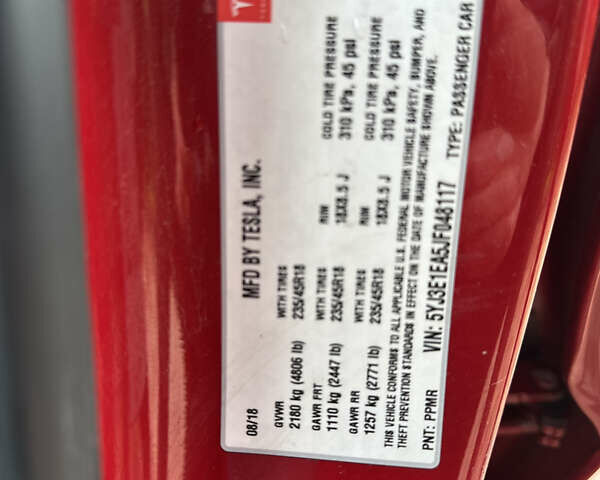 MFD BY TESLA, INC.
08/18
GVWR WITH TIRES RIM COLD TIRE PRESSURE
2180 kg (4806 lb) 235/45R18 18X8.5 J 310 kPa, 45 psi
GAWR FRT WITH TIRES
1110 kg (2447 lb) 235/45R18
GAWR RR WITH TIRES RIM COLD TIRE PRESSURE
1257 kg (2771 lb) 235/45R18 18X8.5 J 310 kPa, 45 psi
THIS VEHICLE CONFORMS TO ALL APPLICABLE U.S. FEDERAL MOTOR VEHICLE SAFETY, BUMPER, AND
THEFT PREVENTION STANDARDS IN EFFECT ON THE DATE OF MANUFACTURE SHOWN ABOVE.
PNT: PPMR VIN: 5YJ3E1EA5JF048117 TYPE: PASSENGER CAR